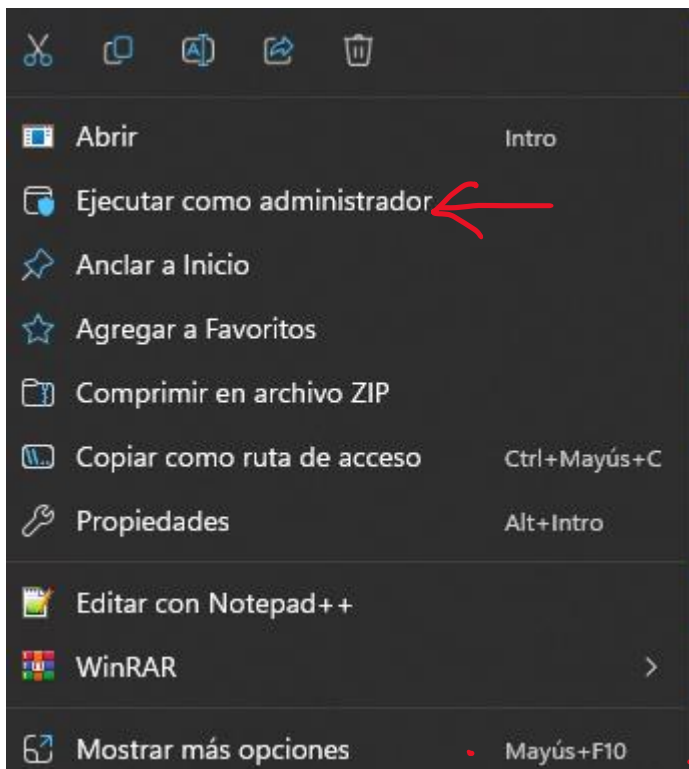 Abrir Intro
Ejecutar como administrador
Anclar a Inicio
Agregar a Favoritos
Comprimir en archivo ZIP
Copiar como ruta de acceso Ctrl+Mayús+C
Propiedades Alt+Intro
Editar con Notepad++
WinRAR
Mostrar más opciones Mayús+F10